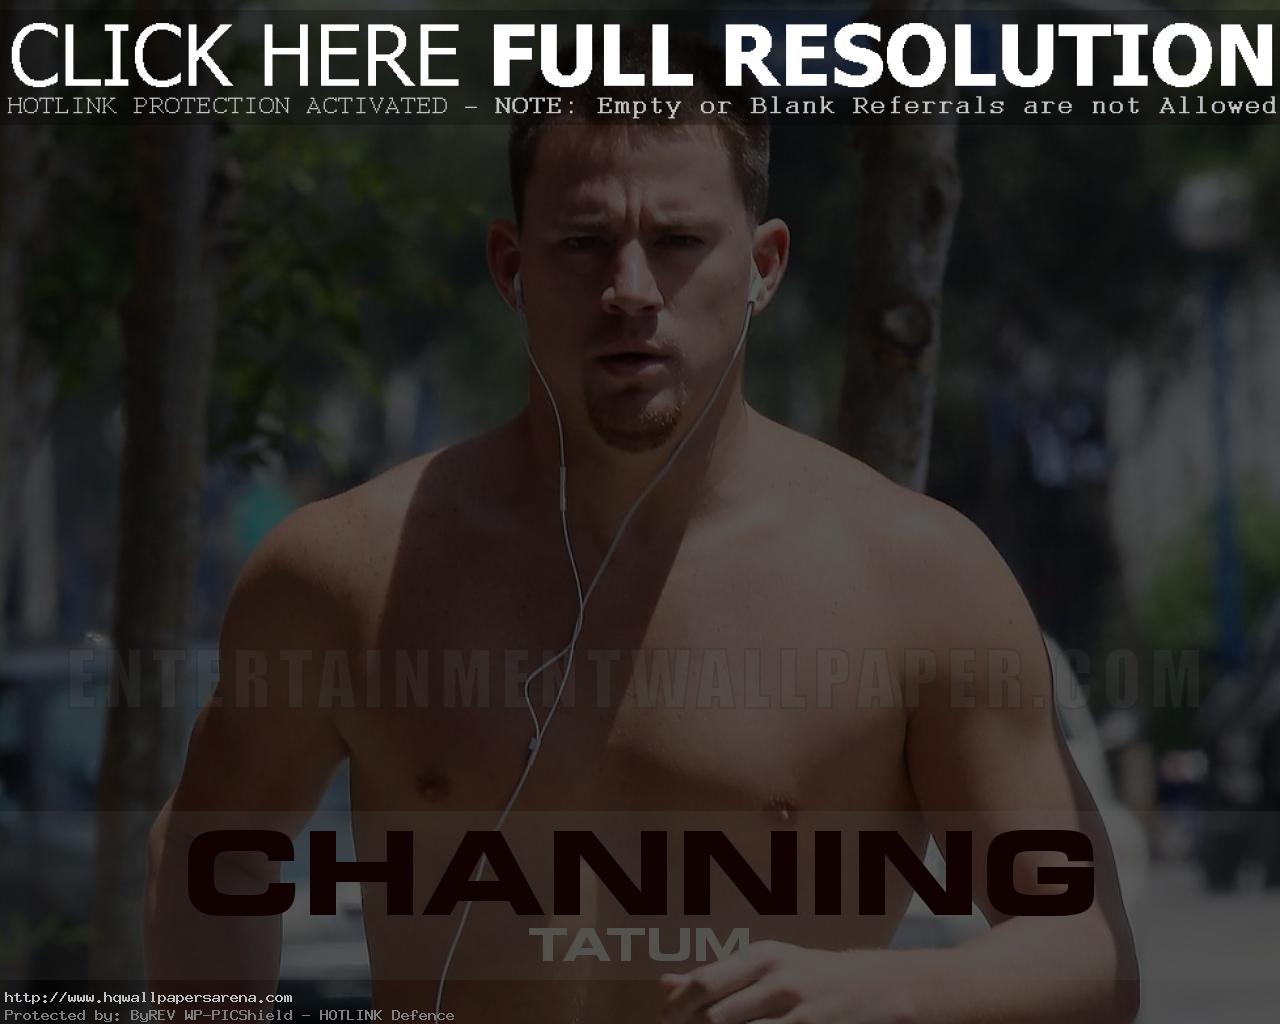 CLICK HERE FULL RESOLUTION
HOTLINK PROTECTION ACTIVATED - NOTE: Empty or Blank Referrals are not Allowed
ENTERTAINMENTWALLPAPER.COM
CHANNING
TATUM
http://www.hqwallpapersarena.com
Protected by: ByREV WP-PICShield - HOTLINK Defence